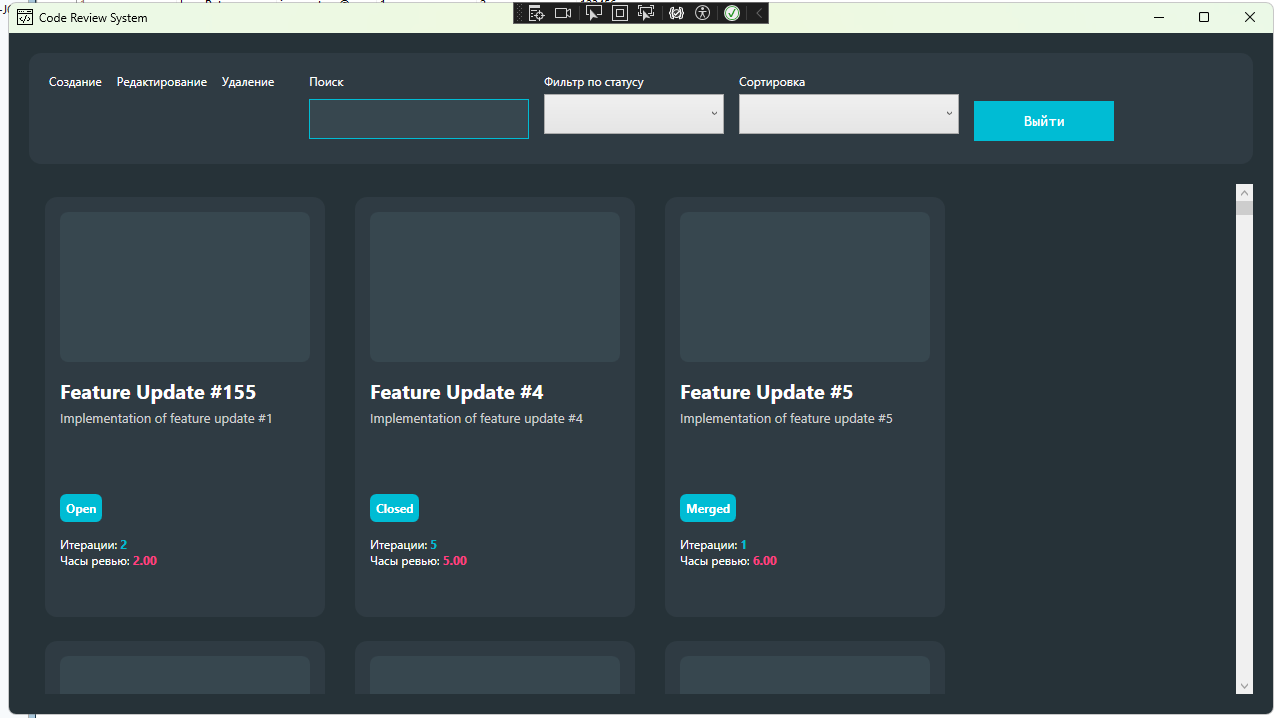 Code Review System
Создание Редактирование Удаление Поиск Фильтр по статусу Сортировка
Выйти
Feature Update #155
Implementation of feature update #1
Open
Итерации: 2
Часы ревью: 2.00
Feature Update #4
Implementation of feature update #4
Closed
Итерации: 5
Часы ревью: 5.00
Feature Update #5
Implementation of feature update #5
Merged
Итерации: 1
Часы ревью: 6.00